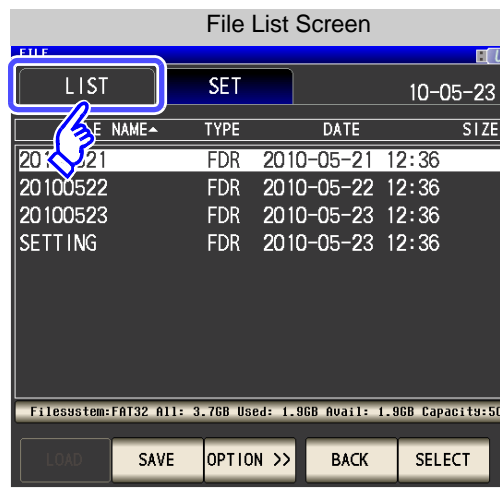 File List Screen
FILE
LIST SET 10-05-23
NAME▲ TYPE DATE SIZE
FDR 2010-05-21 12:36
20100522 FDR 2010-05-22 12:36
20100523 FDR 2010-05-23 12:36
SETTING FDR 2010-05-23 12:36
Filesystem:FAT32 All: 3.7GB Used: 1.9GB Avail: 1.9GB Capacity:50
LOAD SAVE OPTION >> BACK SELECT